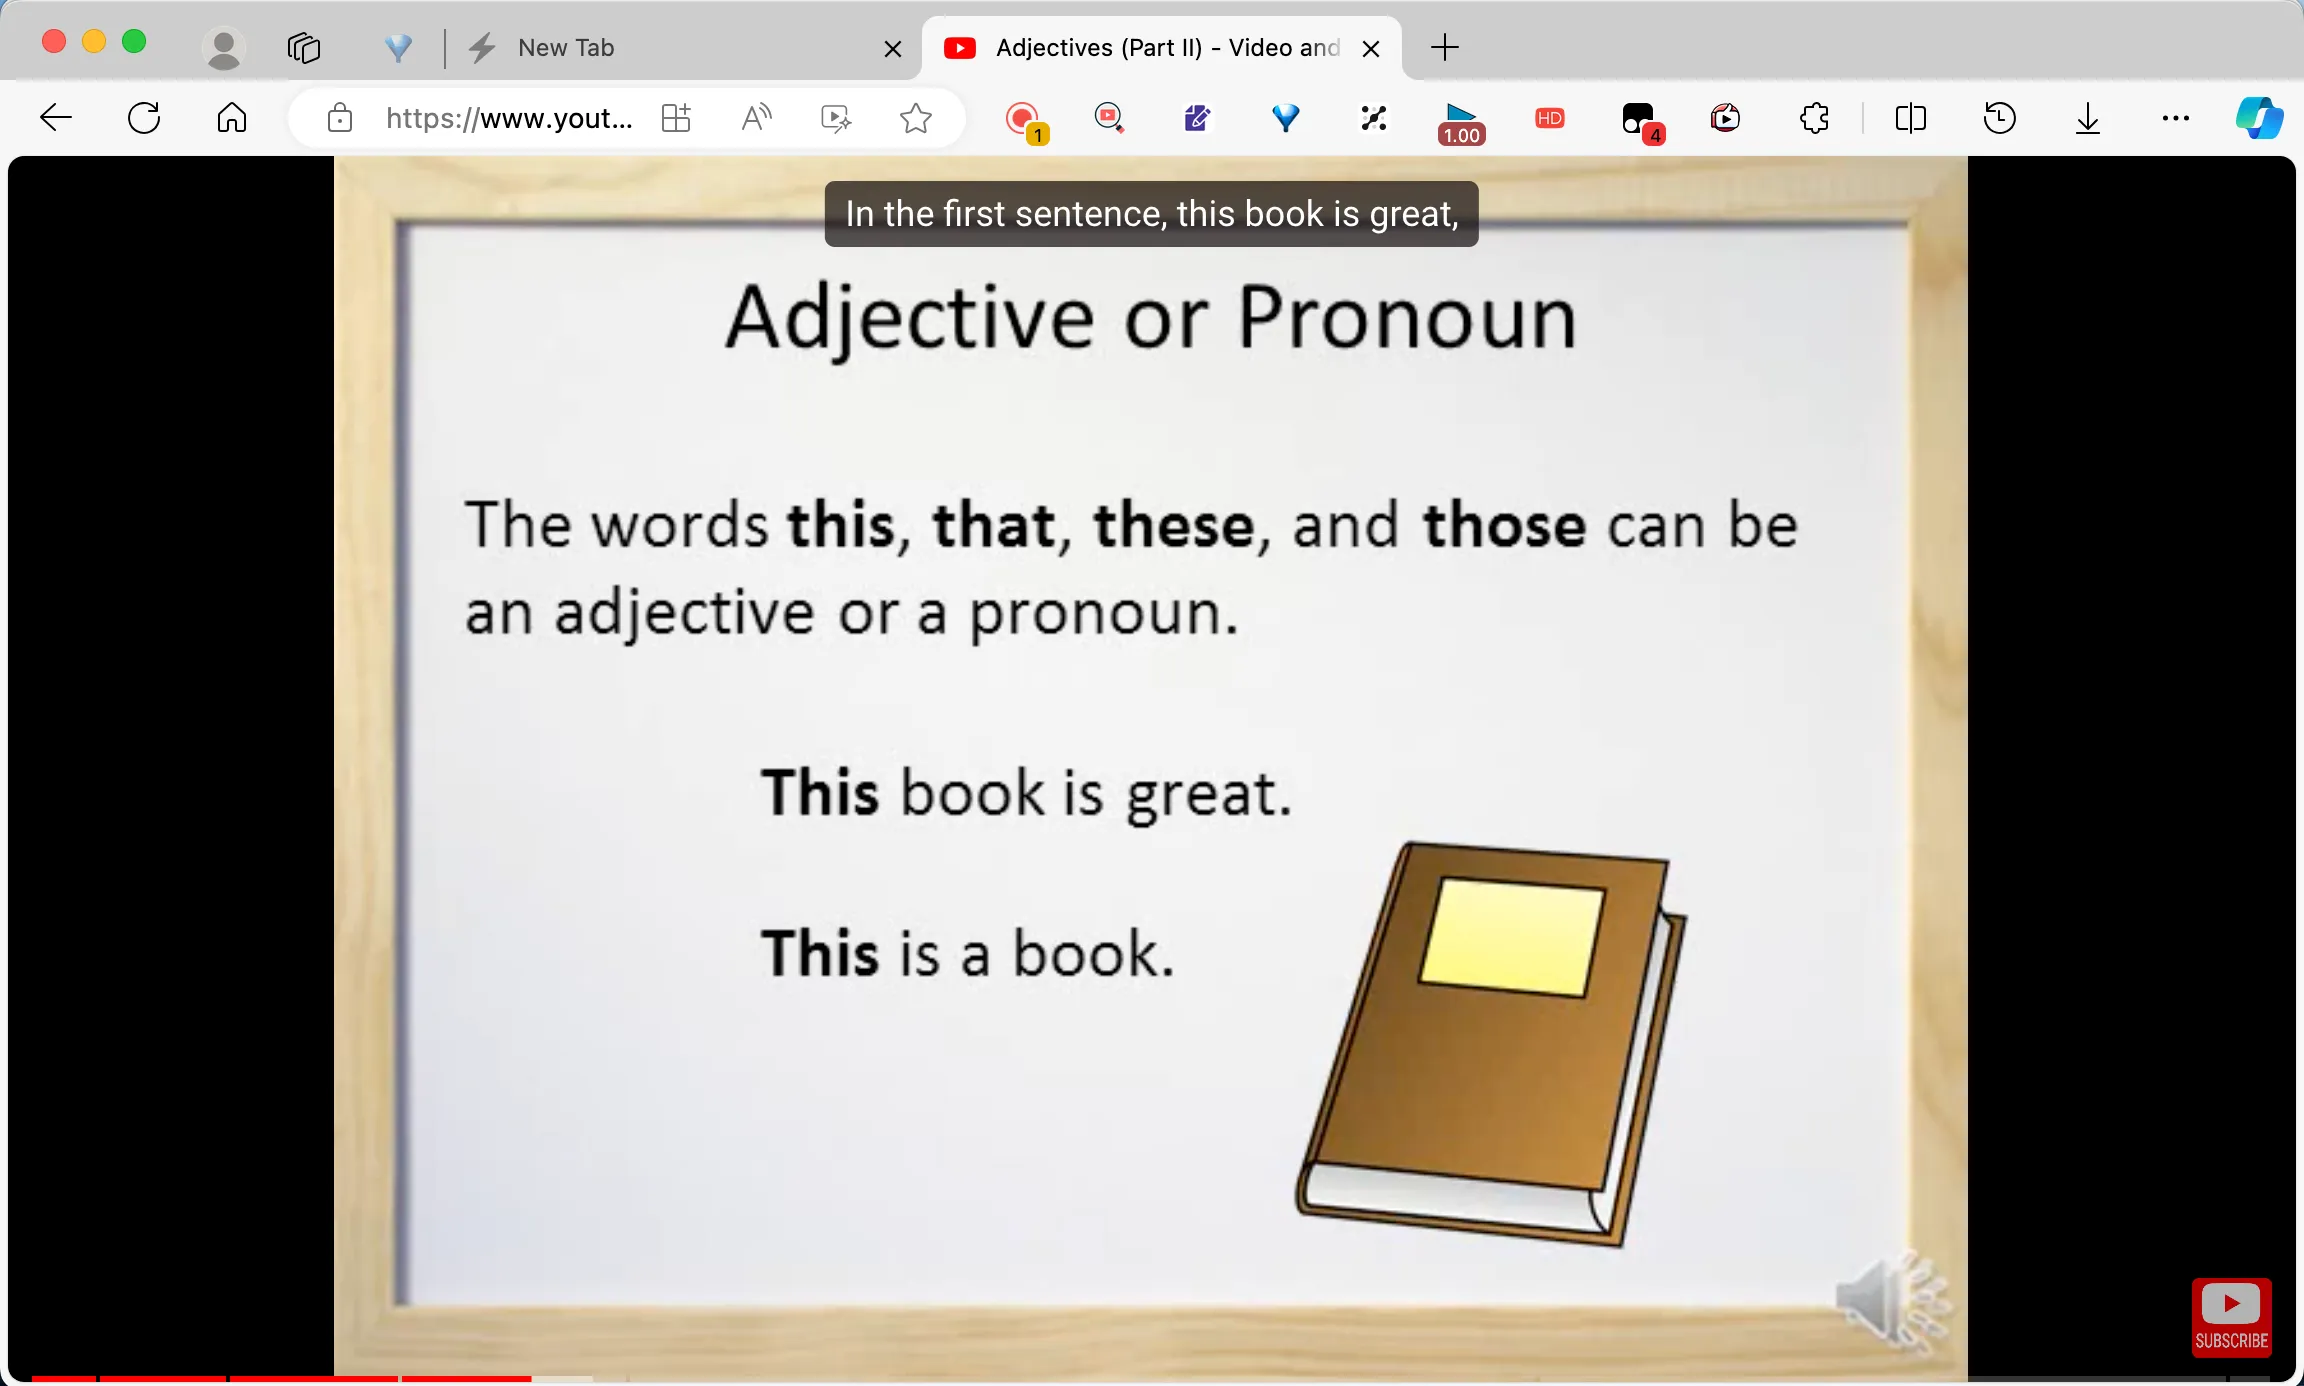 New Tab
Adjectives (Part II) - Video and
https://www.yout...
1
1.00
HD
4
In the first sentence, this book is great,
Adjective or Pronoun
The words this, that, these, and those can be
an adjective or a pronoun.
This book is great.
This is a book.
SUBSCRIBE